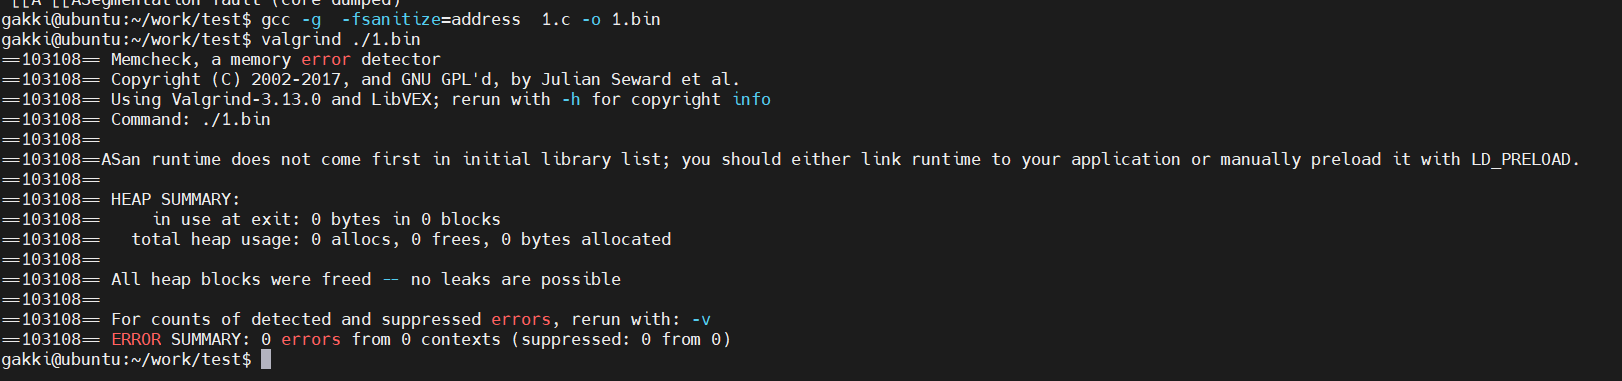 [[A [[ASegmentation fault (core dumped)
gakki@ubuntu:~/work/test$ gcc -g  -fsanitize=address  1.c -o 1.bin
gakki@ubuntu:~/work/test$ valgrind ./1.bin
==103108== Memcheck, a memory error detector
==103108== Copyright (C) 2002-2017, and GNU GPL'd, by Julian Seward et al.
==103108== Using Valgrind-3.13.0 and LibVEX; rerun with -h for copyright info
==103108== Command: ./1.bin
==103108==
==103108==ASan runtime does not come first in initial library list; you should either link runtime to your application or manually preload it with LD_PRELOAD.
==103108==
==103108== HEAP SUMMARY:
==103108==     in use at exit: 0 bytes in 0 blocks
==103108==   total heap usage: 0 allocs, 0 frees, 0 bytes allocated
==103108==
==103108== All heap blocks were freed -- no leaks are possible
==103108==
==103108== For counts of detected and suppressed errors, rerun with: -v
==103108== ERROR SUMMARY: 0 errors from 0 contexts (suppressed: 0 from 0)
gakki@ubuntu:~/work/test$